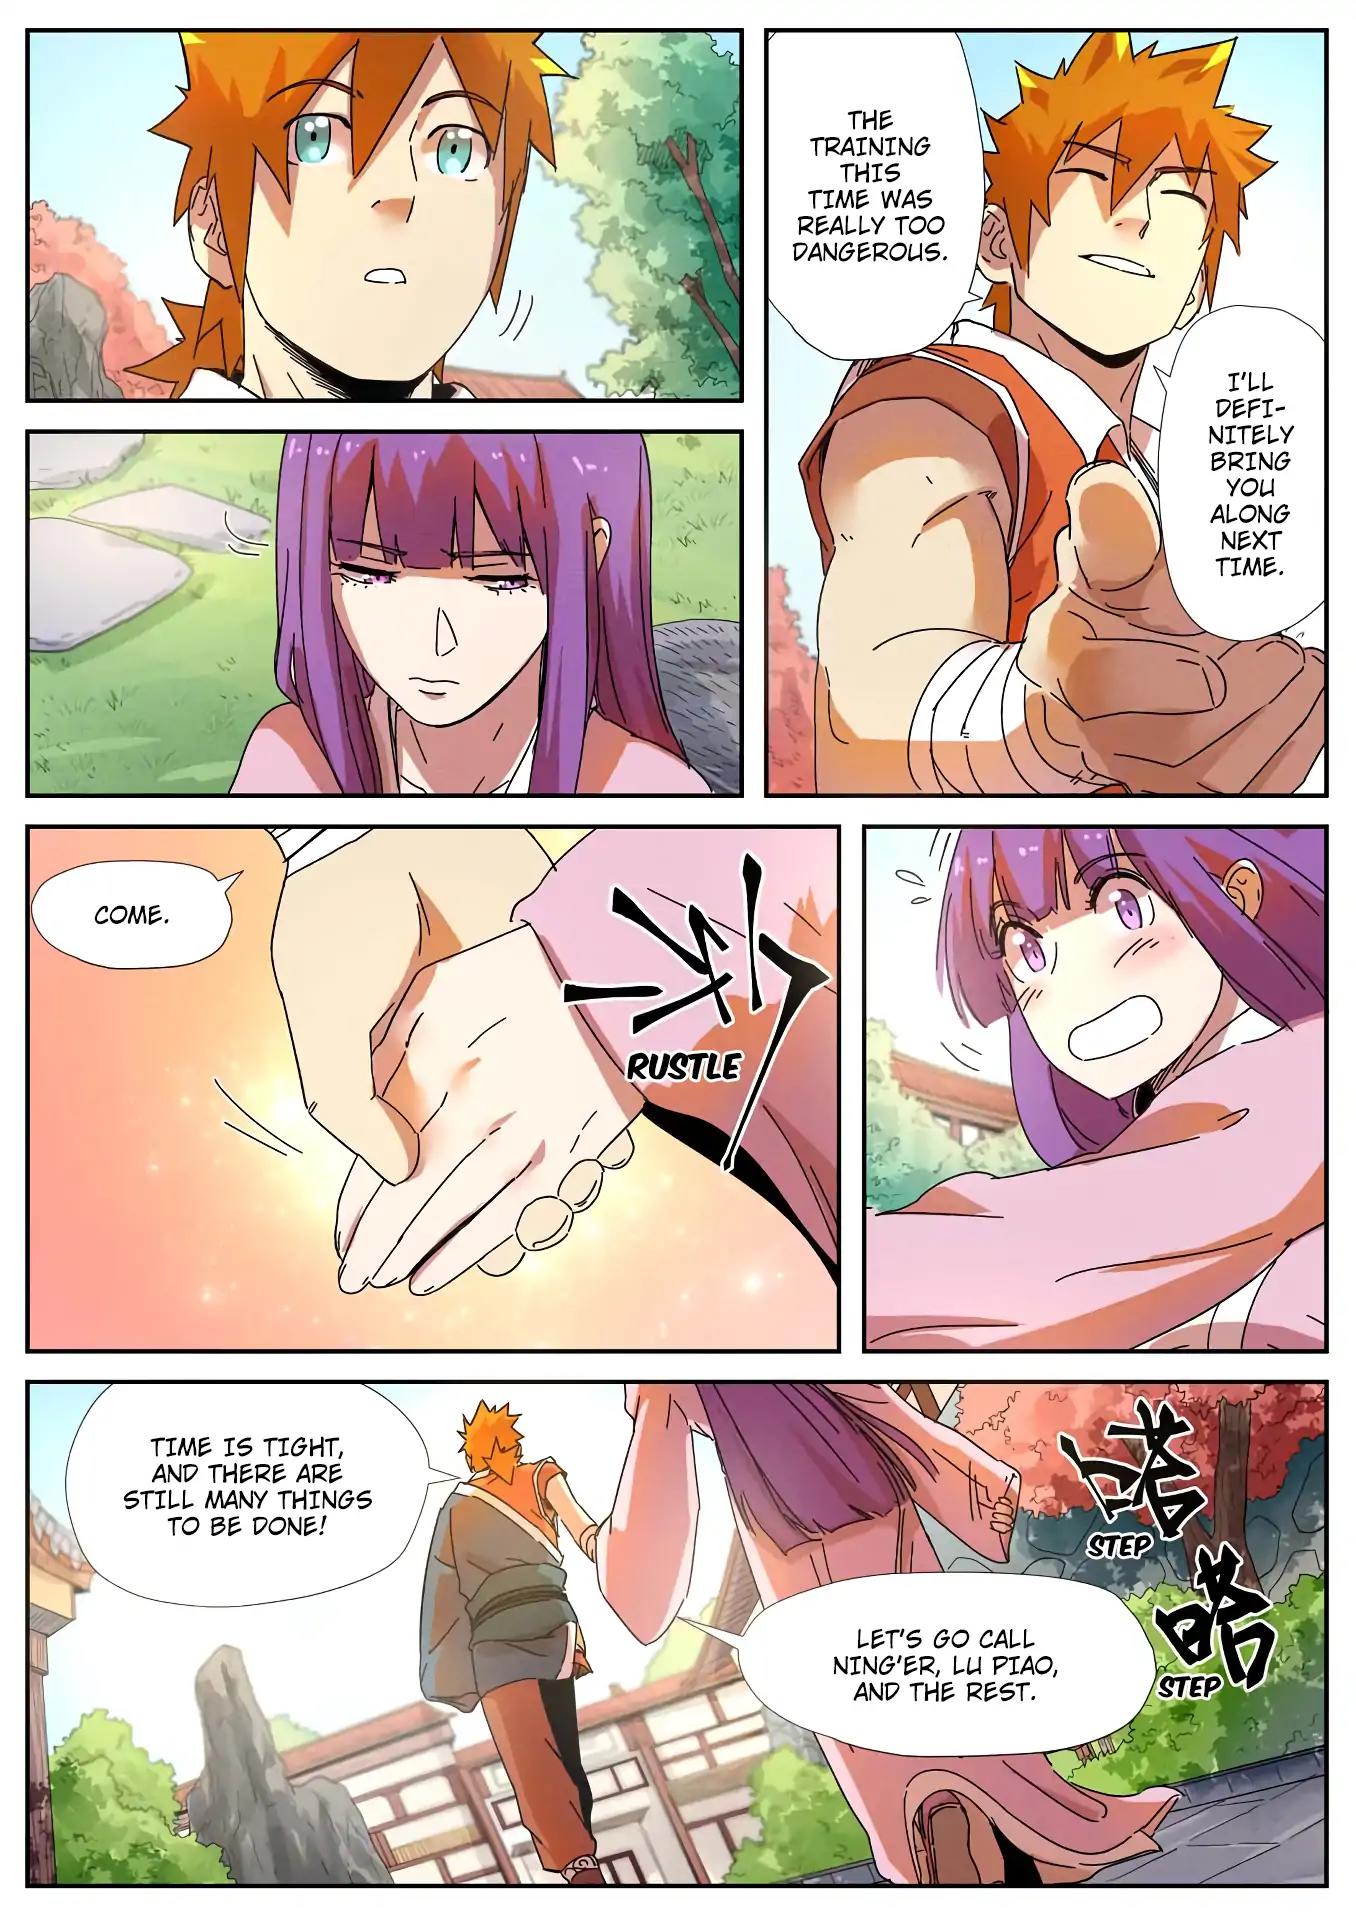 THE
TRAINING
THIS
TIME WAS
REALLY TOO
DANGEROUS.
I'LL
DEFI-
NITELY
BRING
YOU
ALONG
NEXT
TIME.
COME.
RUSTLE
TIME IS TIGHT,
AND THERE ARE
STILL MANY THINGS
TO BE DONE!
嗒
STEP
嗒
STEP
LET'S GO CALL
NING'ER, LU PIAO,
AND THE REST.